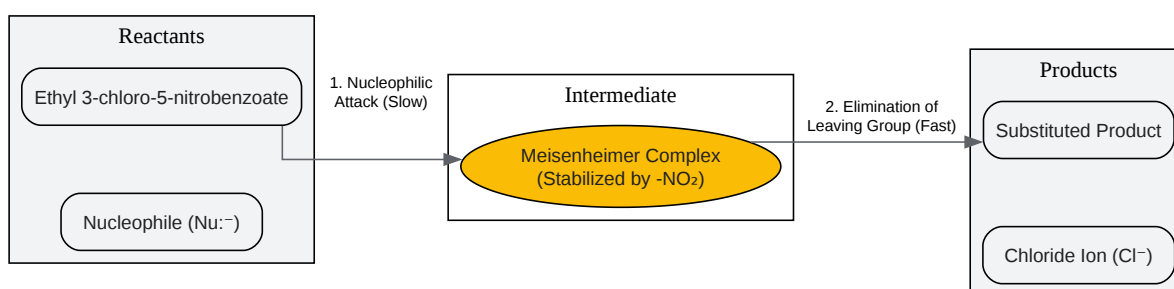 Reactants
Ethyl 3-chloro-5-nitrobenzoate
Nucleophile (Nu:⁻)
1. Nucleophilic
Attack (Slow)
Intermediate
Meisenheimer Complex
(Stabilized by -NO₂)
2. Elimination of
Leaving Group (Fast)
Products
Substituted Product
Chloride Ion (Cl⁻)